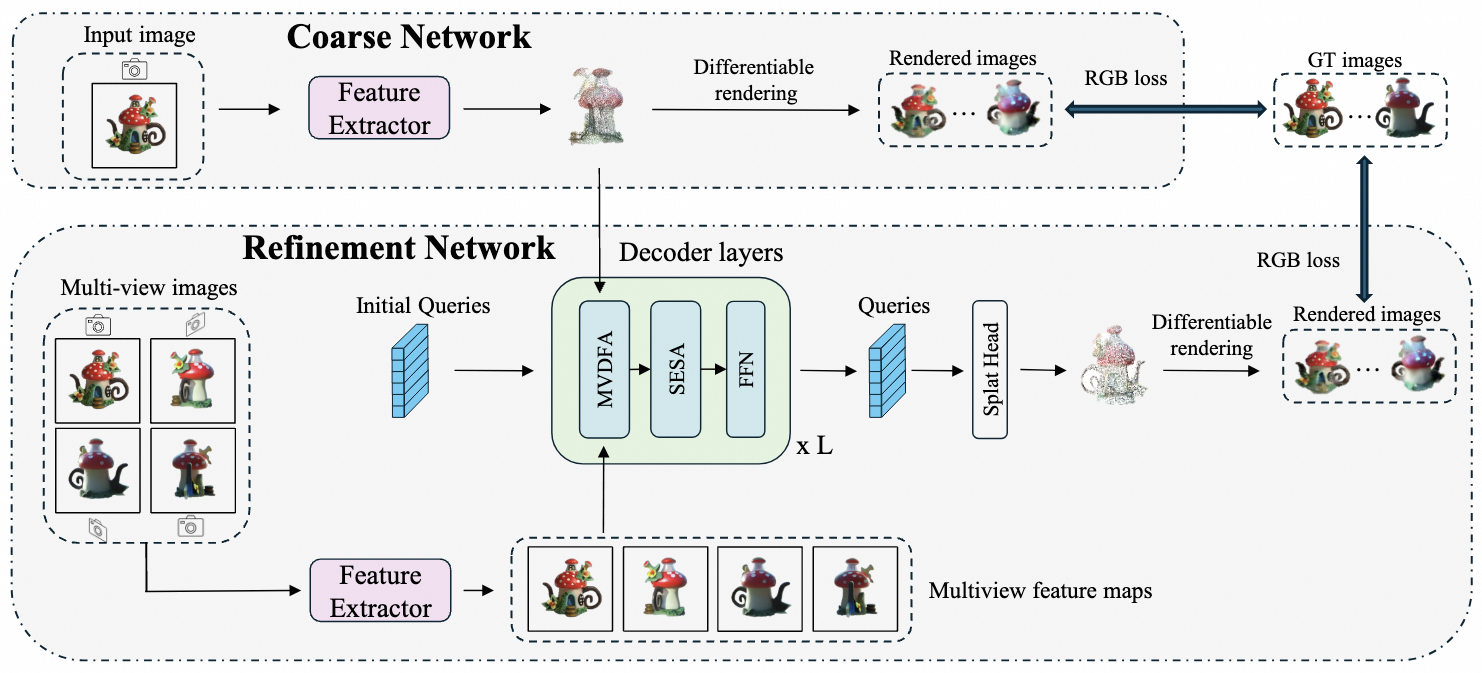 Input image
Coarse Network
Feature
Extractor
Differentiable
rendering
Rendered images
RGB loss
GT images
Refinement Network
Multi-view images
Initial Queries
Decoder layers
MVDFA
SESA
FFN
x L
Queries
Splat Head
Differentiable
rendering
RGB loss
Rendered images
Feature
Extractor
Multiview feature maps